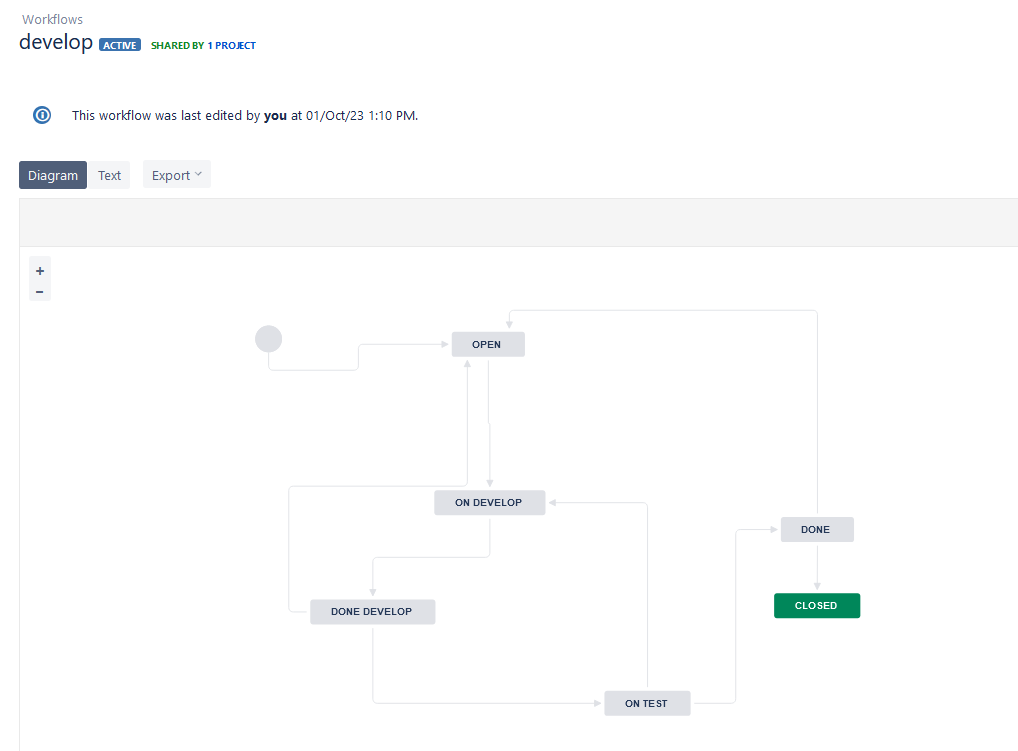 Workflows
develop ACTIVE SHARED BY 1 PROJECT
This workflow was last edited by you at 01/Oct/23 1:10 PM.
Diagram Text Export
+
−
OPEN
ON DEVELOP
DONE
CLOSED
DONE DEVELOP
ON TEST